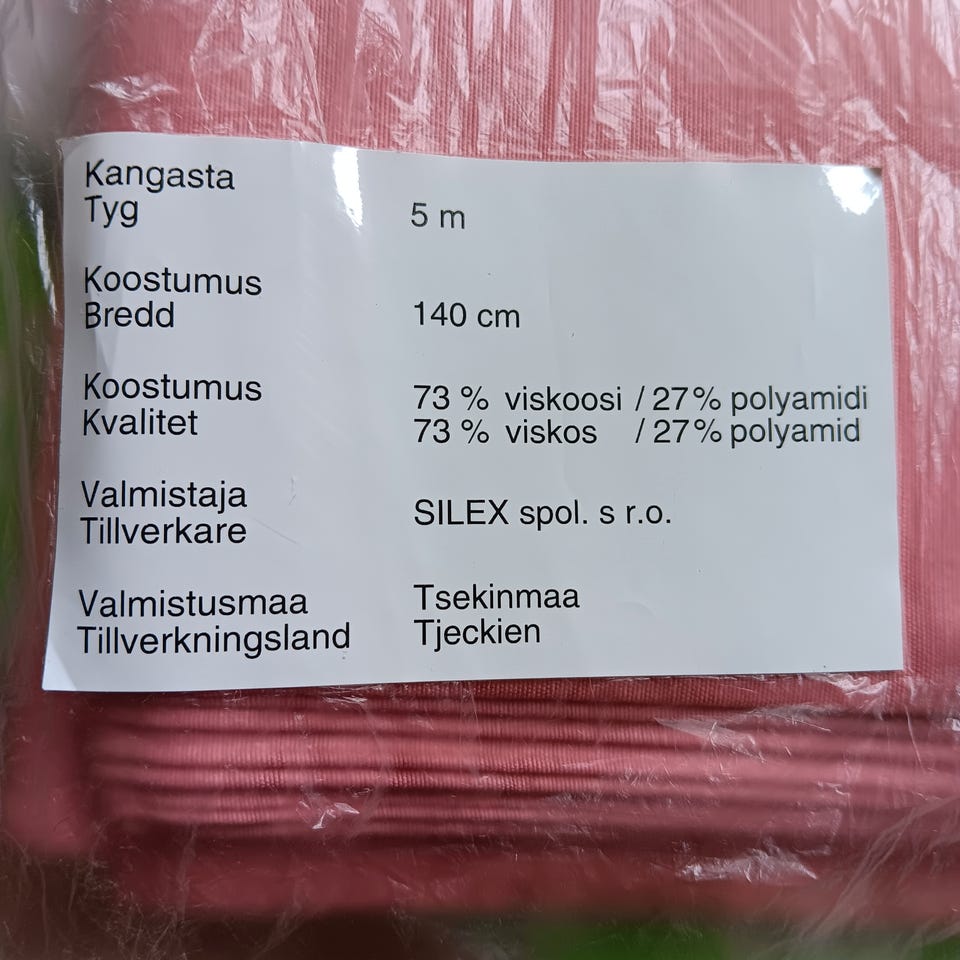 Kangasta
Tyg 5 m
Koostumus
Bredd 140 cm
Koostumus 73 % viskoosi / 27% polyamidi
Kvalitet 73 % viskos / 27% polyamid
Valmistaja
Tillverkare SILEX spol. s r.o.
Valmistusmaa Tsekinmaa
Tillverkningsland Tjeckien